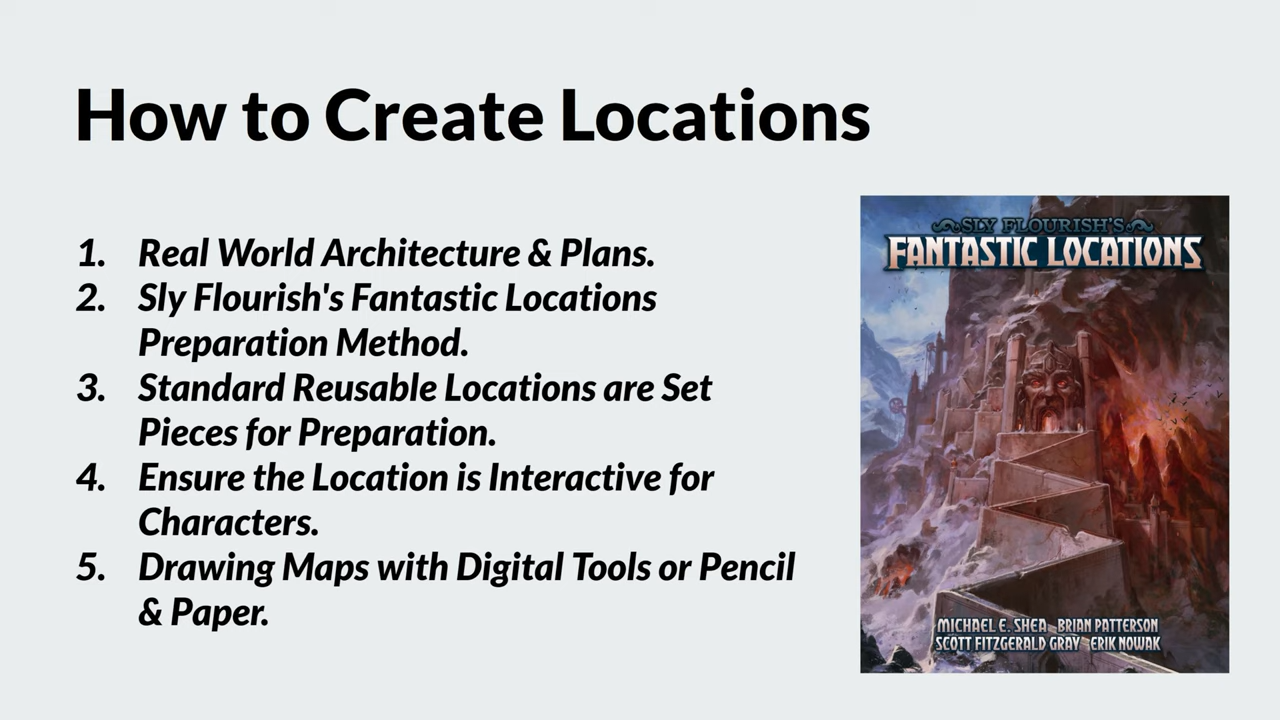 How to Create Locations
1. Real World Architecture & Plans.
2. Sly Flourish's Fantastic Locations
Preparation Method.
3. Standard Reusable Locations are Set
Pieces for Preparation.
4. Ensure the Location is Interactive for
Characters.
5. Drawing Maps with Digital Tools or Pencil
& Paper.
SLY FLOURISH'S
FANTASTIC LOCATIONS
MICHAEL E. SHEA BRIAN PATTERSON
SCOTT FITZGERALD GRAY ERIK NOWAK